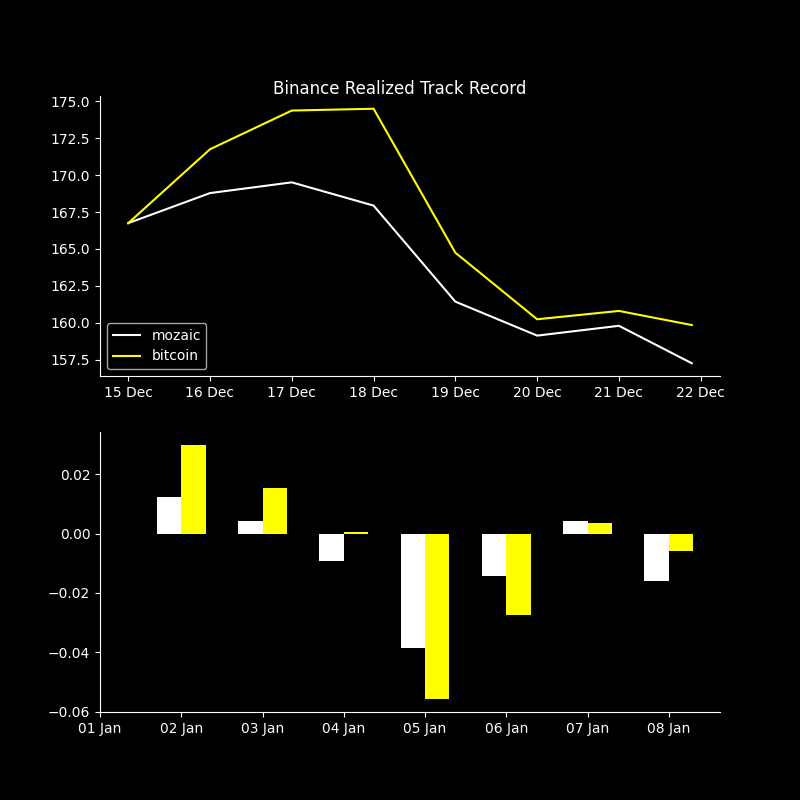 Binance Realized Track Record
175.0
172.5
170.0
167.5
165.0
162.5
160.0
157.5
mozaic
bitcoin
15 Dec 16 Dec 17 Dec 18 Dec 19 Dec 20 Dec 21 Dec 22 Dec
0.02
0.00
−0.02
−0.04
−0.06
01 Jan 02 Jan 03 Jan 04 Jan 05 Jan 06 Jan 07 Jan 08 Jan